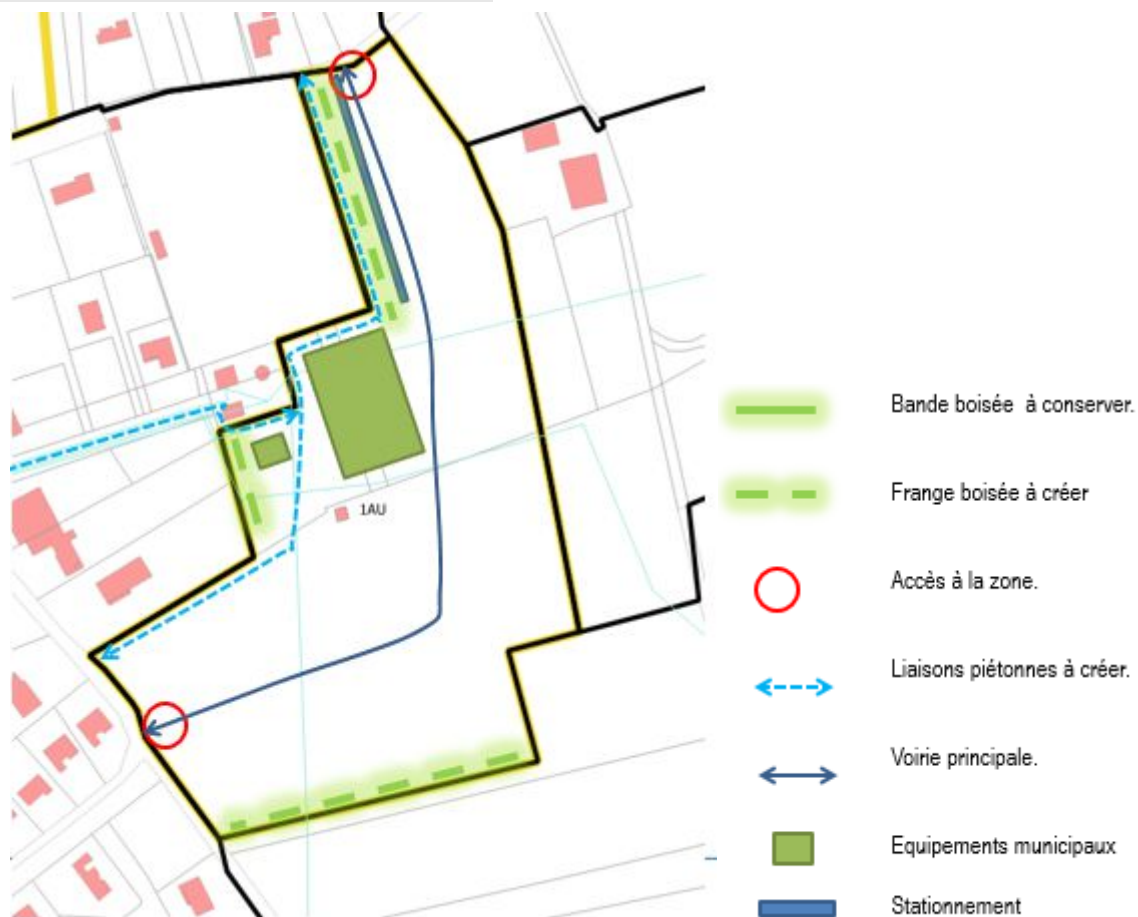 1AU
Bande boisée à conserver.
Frange boisée à créer
Accès à la zone.
Liaisons piétonnes à créer.
Voirie principale.
Equipements municipaux
Stationnement